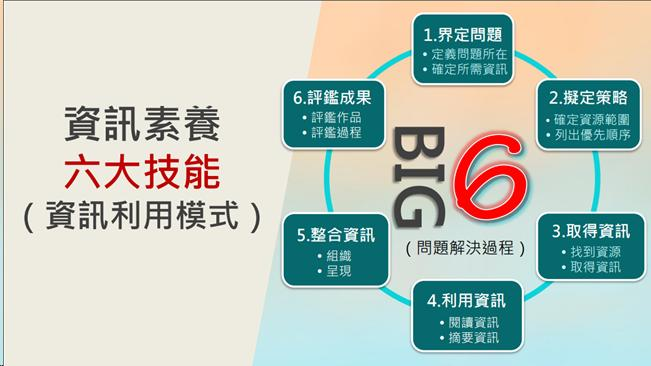 資訊素養
六大技能
(資訊利用模式)
BIG 6
(問題解決過程)
1.界定問題
• 定義問題所在
• 確定所需資訊
2.擬定策略
• 確定資源範圍
• 列出優先順序
3.取得資訊
• 找到資源
• 取得資訊
4.利用資訊
• 閱讀資訊
• 摘要資訊
5.整合資訊
• 組織
• 呈現
6.評鑑成果
• 評鑑作品
• 評鑑過程